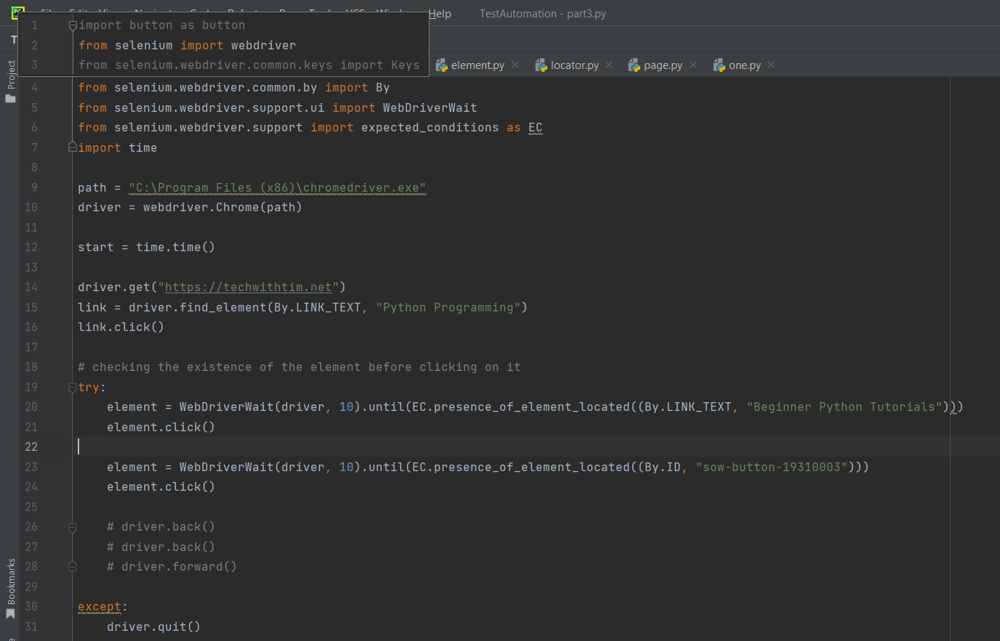 Help TestAutomation - part3.py
element.py locator.py page.py one.py
Project
Bookmarks
1 import button as button
2 from selenium import webdriver
3 from selenium.webdriver.common.keys import Keys
4 from selenium.webdriver.common.by import By
5 from selenium.webdriver.support.ui import WebDriverWait
6 from selenium.webdriver.support import expected_conditions as EC
7 import time
8
9 path = "C:\Program Files (x86)\chromedriver.exe"
10 driver = webdriver.Chrome(path)
11
12 start = time.time()
13
14 driver.get("https://techwithtim.net")
15 link = driver.find_element(By.LINK_TEXT, "Python Programming")
16 link.click()
17
18 # checking the existence of the element before clicking on it
19 try:
20 element = WebDriverWait(driver, 10).until(EC.presence_of_element_located((By.LINK_TEXT, "Beginner Python Tutorials")))
21 element.click()
22
23 element = WebDriverWait(driver, 10).until(EC.presence_of_element_located((By.ID, "sow-button-19310003")))
24 element.click()
25
26 # driver.back()
27 # driver.back()
28 # driver.forward()
29
30 except:
31 driver.quit()